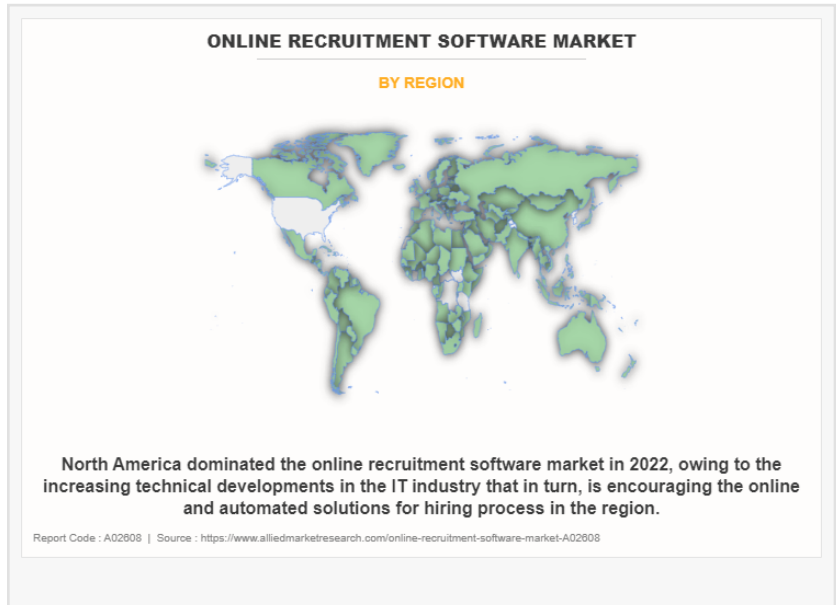 ONLINE RECRUITMENT SOFTWARE MARKET
BY REGION
North America dominated the online recruitment software market in 2022, owing to the
increasing technical developments in the IT industry that in turn, is encouraging the online
and automated solutions for hiring process in the region.
Report Code : A02608 | Source : https://www.alliedmarketresearch.com/online-recruitment-software-market-A02608